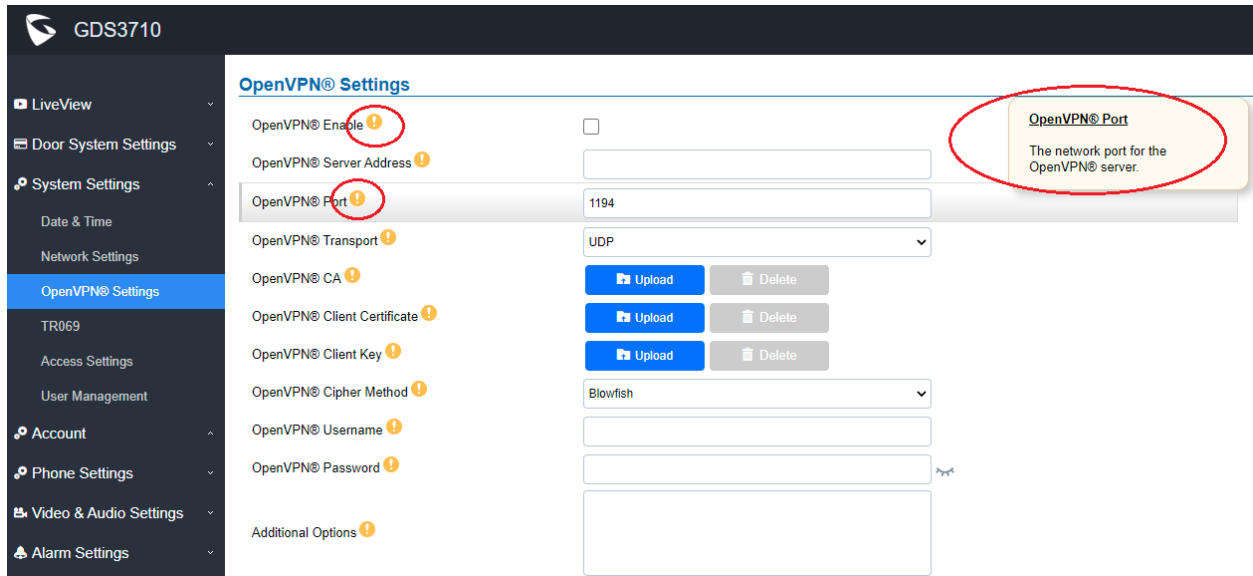 GDS3710
LiveView
Door System Settings
System Settings
Date & Time
Network Settings
OpenVPN® Settings
TR069
Access Settings
User Management
Account
Phone Settings
Video & Audio Settings
Alarm Settings
OpenVPN® Settings
OpenVPN® Enable
OpenVPN® Server Address
OpenVPN® Port 1194
OpenVPN® Transport UDP
OpenVPN® CA Upload Delete
OpenVPN® Client Certificate Upload Delete
OpenVPN® Client Key Upload Delete
OpenVPN® Cipher Method Blowfish
OpenVPN® Username
OpenVPN® Password
Additional Options
OpenVPN® Port
The network port for the
OpenVPN® server.